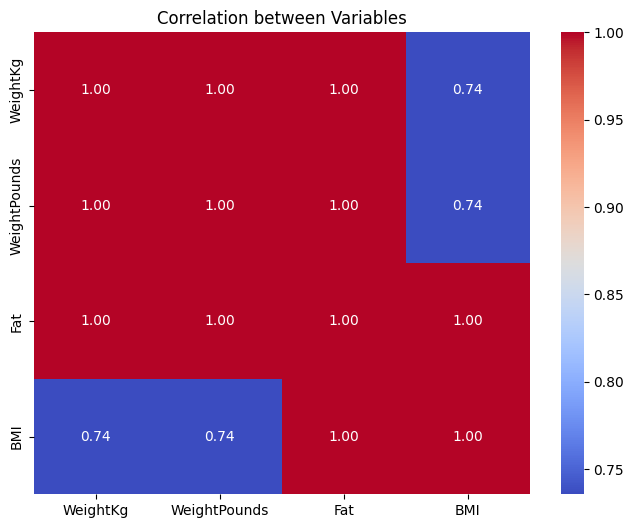 Correlation between Variables
WeightKg
1.00 1.00 1.00 0.74
WeightPounds
1.00 1.00 1.00 0.74
Fat
1.00 1.00 1.00 1.00
BMI
0.74 0.74 1.00 1.00
WeightKg WeightPounds Fat BMI
1.00
0.95
0.90
0.85
0.80
0.75